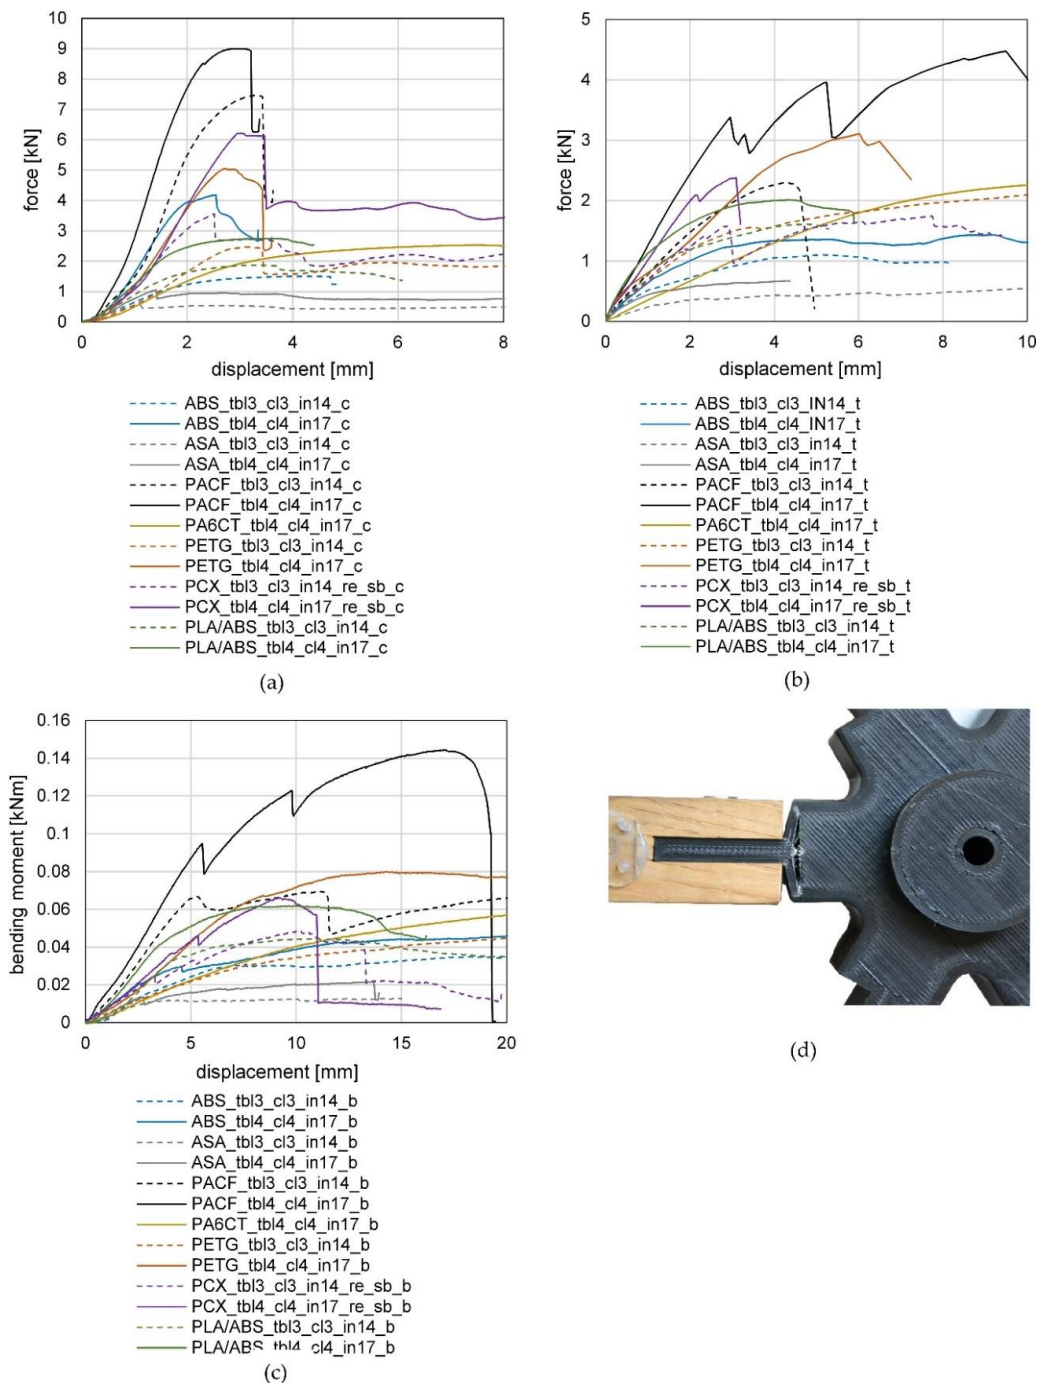 (a)
(b)
10
9
8
7
6
5
4
3
2
1
0
force [kN]
0 2 4 6 8
displacement [mm]
ABS_tbl3_cl3_in14_c
ABS_tbl4_cl4_in17_c
ASA_tbl3_cl3_in14_c
ASA_tbl4_cl4_in17_c
PACF_tbl3_cl3_in14_c
PACF_tbl4_cl4_in17_c
PA6CT_tbl4_cl4_in17_c
PETG_tbl3_cl3_in14_c
PETG_tbl4_cl4_in17_c
PCX_tbl3_cl3_in14_re_sb_c
PCX_tbl4_cl4_in17_re_sb_c
PLA/ABS_tbl3_cl3_in14_c
PLA/ABS_tbl4_cl4_in17_c
(a)
5
4
3
2
1
0
force [kN]
0 2 4 6 8 10
displacement [mm]
ABS_tbl3_cl3_IN14_t
ABS_tbl4_cl4_IN17_t
ASA_tbl3_cl3_in14_t
ASA_tbl4_cl4_in17_t
PACF_tbl3_cl3_in14_t
PACF_tbl4_cl4_in17_t
PA6CT_tbl4_cl4_in17_t
PETG_tbl3_cl3_in14_t
PETG_tbl4_cl4_in17_t
PCX_tbl3_cl3_in14_re_sb_t
PCX_tbl4_cl4_in17_re_sb_t
PLA/ABS_tbl3_cl3_in14_t
PLA/ABS_tbl4_cl4_in17_t
(b)
0.16
0.14
0.12
0.1
0.08
0.06
0.04
0.02
0
bending moment [kNm]
0 5 10 15 20
displacement [mm]
ABS_tbl3_cl3_in14_b
ABS_tbl4_cl4_in17_b
ASA_tbl3_cl3_in14_b
ASA_tbl4_cl4_in17_b
PACF_tbl3_cl3_in14_b
PACF_tbl4_cl4_in17_b
PA6CT_tbl4_cl4_in17_b
PETG_tbl3_cl3_in14_b
PETG_tbl4_cl4_in17_b
PCX_tbl3_cl3_in14_re_sb_b
PCX_tbl4_cl4_in17_re_sb_b
PLA/ABS_tbl3_cl3_in14_b
PLA/ABS_tbl4_cl4_in17_b
(c)
(d)